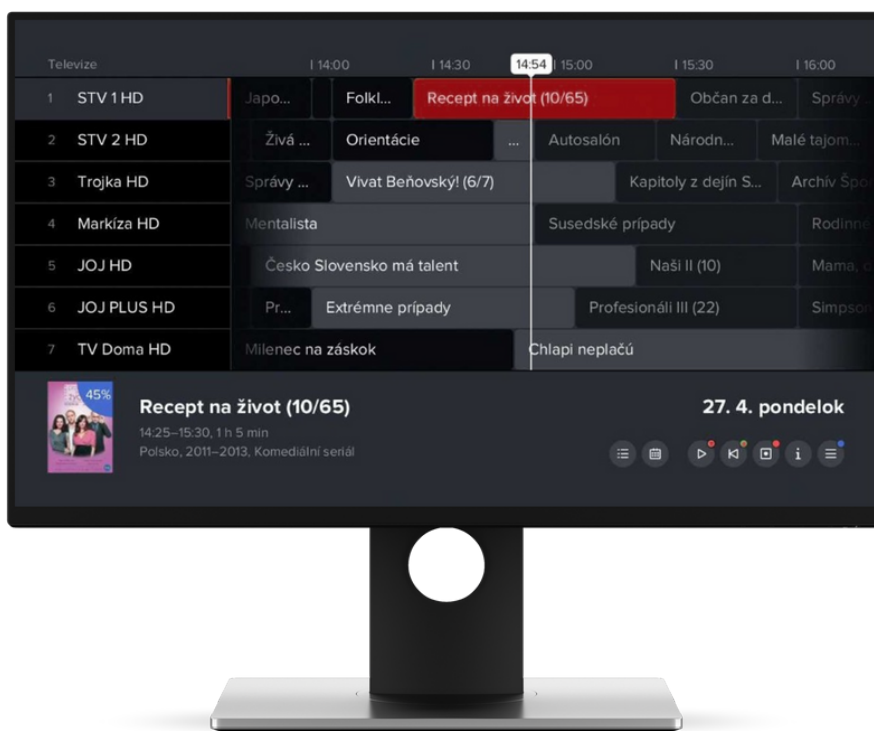 Televize 14:00 14:30 14:54 15:00 15:30 16:00
1 STV 1 HD Japo... Folkl... Recept na život (10/65) Občan za d... Správy
2 STV 2 HD Živá ... Orientácie ... Autosalón Národn... Malé tajom...
3 Trojka HD Správy ... Vivat Beňovský! (6/7) Kapitoly z dejín S... Archív Špo
4 Markíza HD Mentalista Susedské prípady Rodinné
5 JOJ HD Česko Slovensko má talent Naši II (10) Mama,
6 JOJ PLUS HD Pr... Extrémne prípady Profesionáli III (22) Simpso
7 TV Doma HD Milenec na záskok Chlapi neplačú
45%
Recept na život (10/65) 27. 4. pondelok
14:25–15:30, 1 h 5 min
Polsko, 2011–2013, Komediální seriál